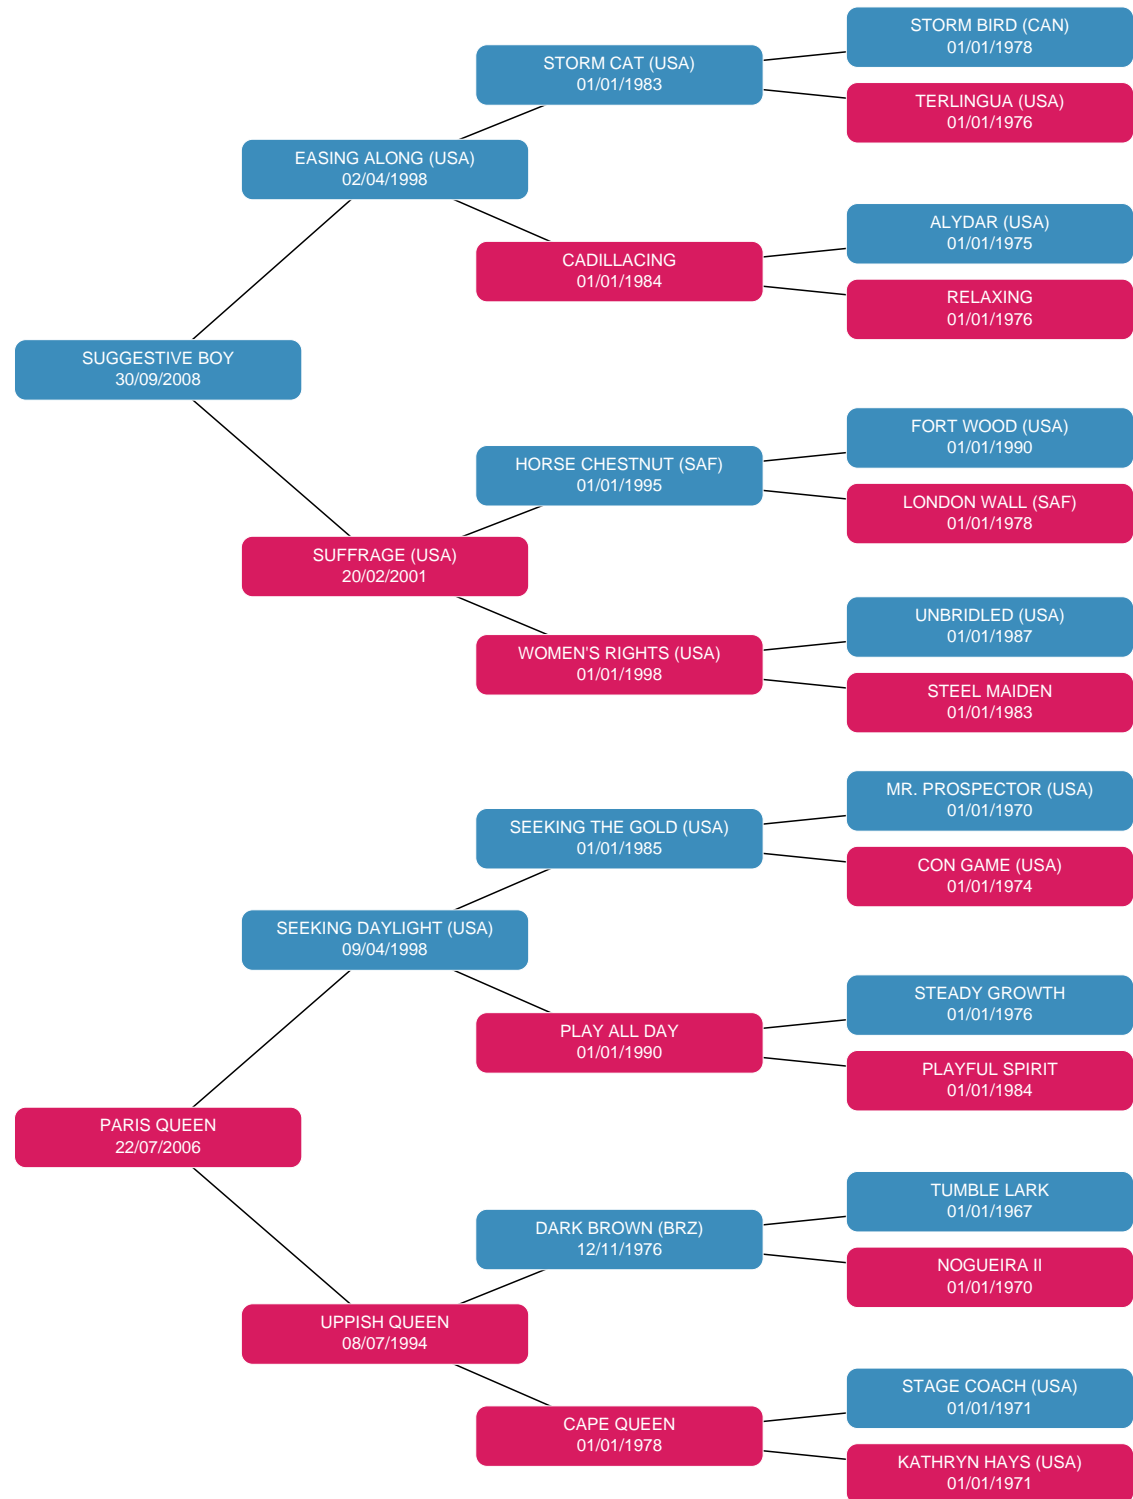 STORM BIRD (CAN)
01/01/1978
STORM CAT (USA)
01/01/1983
TERLINGUA (USA)
01/01/1976
EASING ALONG (USA)
02/04/1998
ALYDAR (USA)
01/01/1975
CADILLACING
01/01/1984
RELAXING
01/01/1976
SUGGESTIVE BOY
30/09/2008
FORT WOOD (USA)
01/01/1990
HORSE CHESTNUT (SAF)
01/01/1995
LONDON WALL (SAF)
01/01/1978
SUFFRAGE (USA)
20/02/2001
UNBRIDLED (USA)
01/01/1987
WOMEN'S RIGHTS (USA)
01/01/1998
STEEL MAIDEN
01/01/1983
MR. PROSPECTOR (USA)
01/01/1970
SEEKING THE GOLD (USA)
01/01/1985
CON GAME (USA)
01/01/1974
SEEKING DAYLIGHT (USA)
09/04/1998
STEADY GROWTH
01/01/1976
PLAY ALL DAY
01/01/1990
PLAYFUL SPIRIT
01/01/1984
PARIS QUEEN
22/07/2006
TUMBLE LARK
01/01/1967
DARK BROWN (BRZ)
12/11/1976
NOGUEIRA II
01/01/1970
UPPISH QUEEN
08/07/1994
STAGE COACH (USA)
01/01/1971
CAPE QUEEN
01/01/1978
KATHRYN HAYS (USA)
01/01/1971